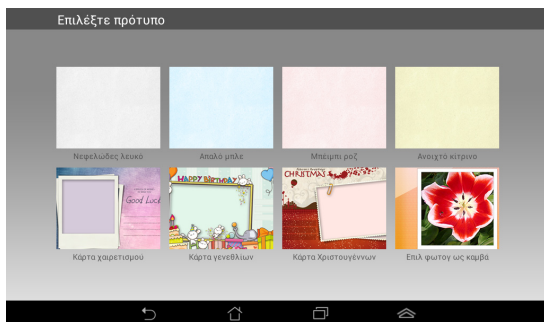 Επιλέξτε πρότυπο
Νεφελώδες λευκό
Απαλό μπλε
Μπέιμπι ροζ
Ανοιχτό κίτρινο
Good Luck
HAPPY BIRTHDAY
CHRISTMAS
Κάρτα χαιρετισμού
Κάρτα γενεθλίων
Κάρτα Χριστουγέννων
Επιλ φωτογ ως καμβά